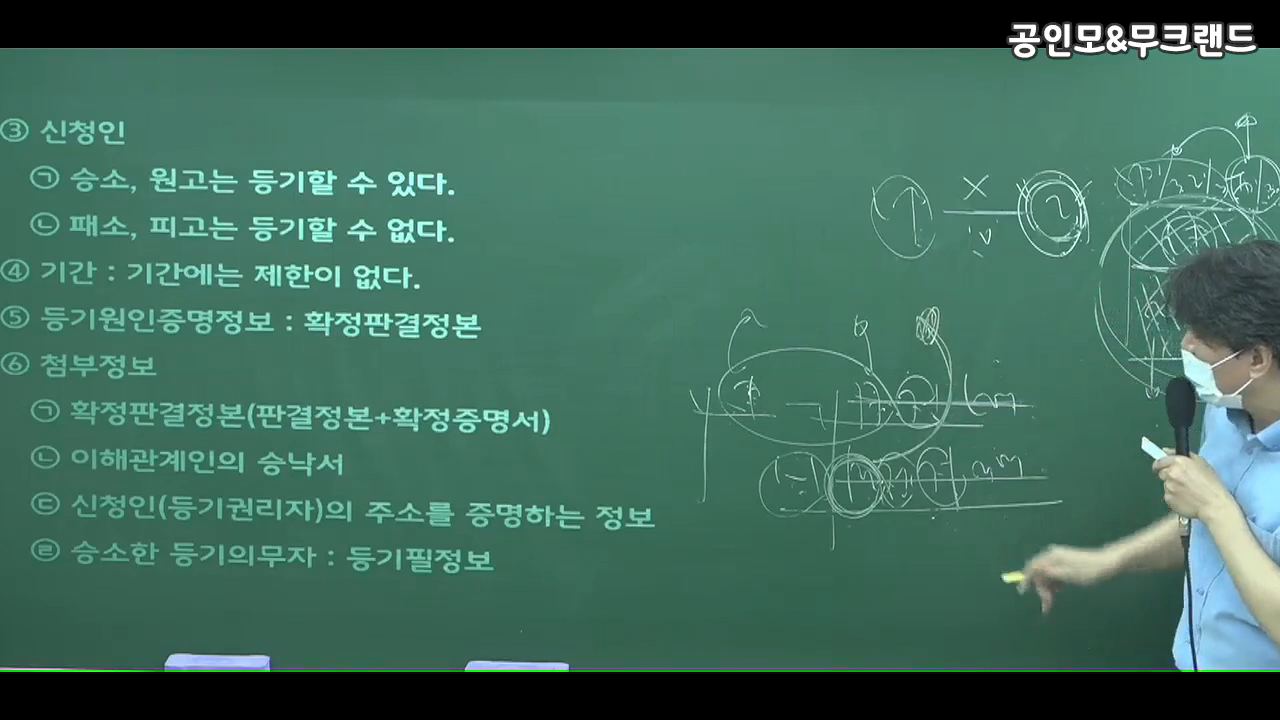 공인모&무크랜드
③ 신청인
㉠ 승소, 원고는 등기할 수 있다.
㉡ 패소, 피고는 등기할 수 없다.
④ 기간 : 기간에는 제한이 없다.
⑤ 등기원인증명정보 : 확정판결정본
⑥ 첨부정보
㉠ 확정판결정본(판결정본+확정증명서)
㉡ 이해관계인의 승낙서
㉢ 신청인(등기권리자)의 주소를 증명하는 정보
㉣ 승소한 등기의무자 : 등기필정보